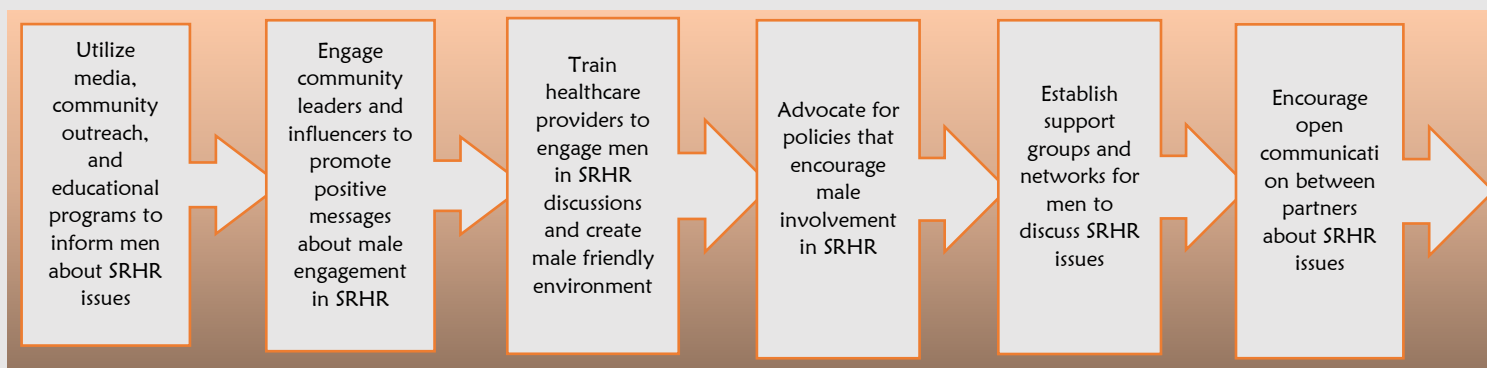 Utilize
media,
community
outreach,
and
educational
programs to
inform men
about SRHR
issues
Engage
community
leaders and
influencers to
promote
positive
messages
about male
engagement
in SRHR
Train
healthcare
providers to
engage men
in SRHR
discussions
and create
male friendly
environment
Advocate for
policies that
encourage
male
involvement
in SRHR
Establish
support
groups and
networks for
men to
discuss SRHR
issues
Encourage
open
communicati
on between
partners
about SRHR
issues